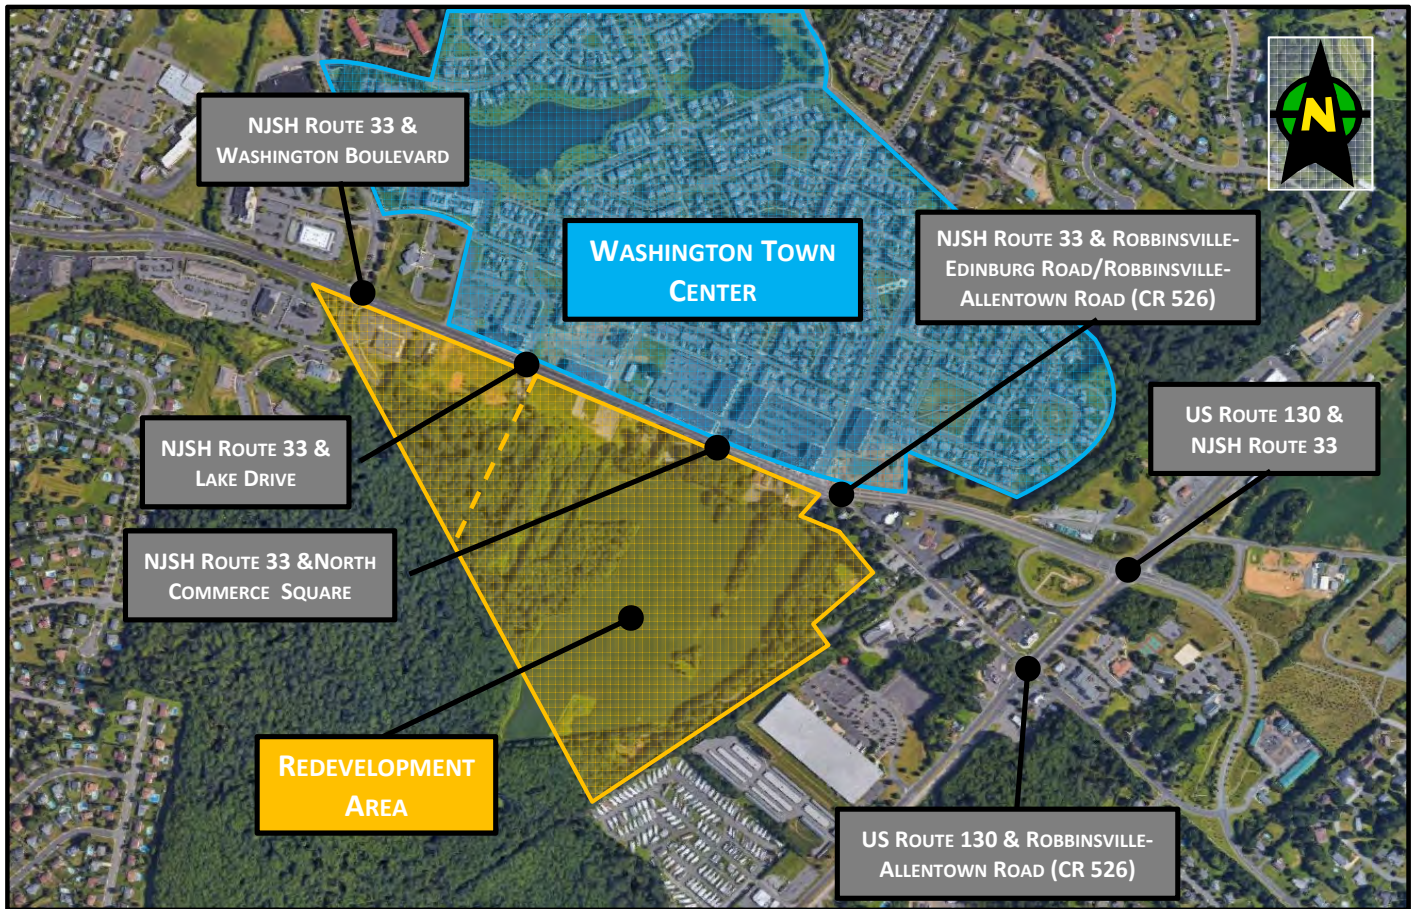 N
NJSH ROUTE 33 &
WASHINGTON BOULEVARD
WASHINGTON TOWN
CENTER
NJSH ROUTE 33 & ROBBINSVILLE-
EDINBURG ROAD/ROBBINSVILLE-
ALLENTOWN ROAD (CR 526)
US ROUTE 130 &
NJSH ROUTE 33
NJSH ROUTE 33 &
LAKE DRIVE
NJSH ROUTE 33 &NORTH
COMMERCE SQUARE
REDEVELOPMENT
AREA
US ROUTE 130 & ROBBINSVILLE-
ALLENTOWN ROAD (CR 526)